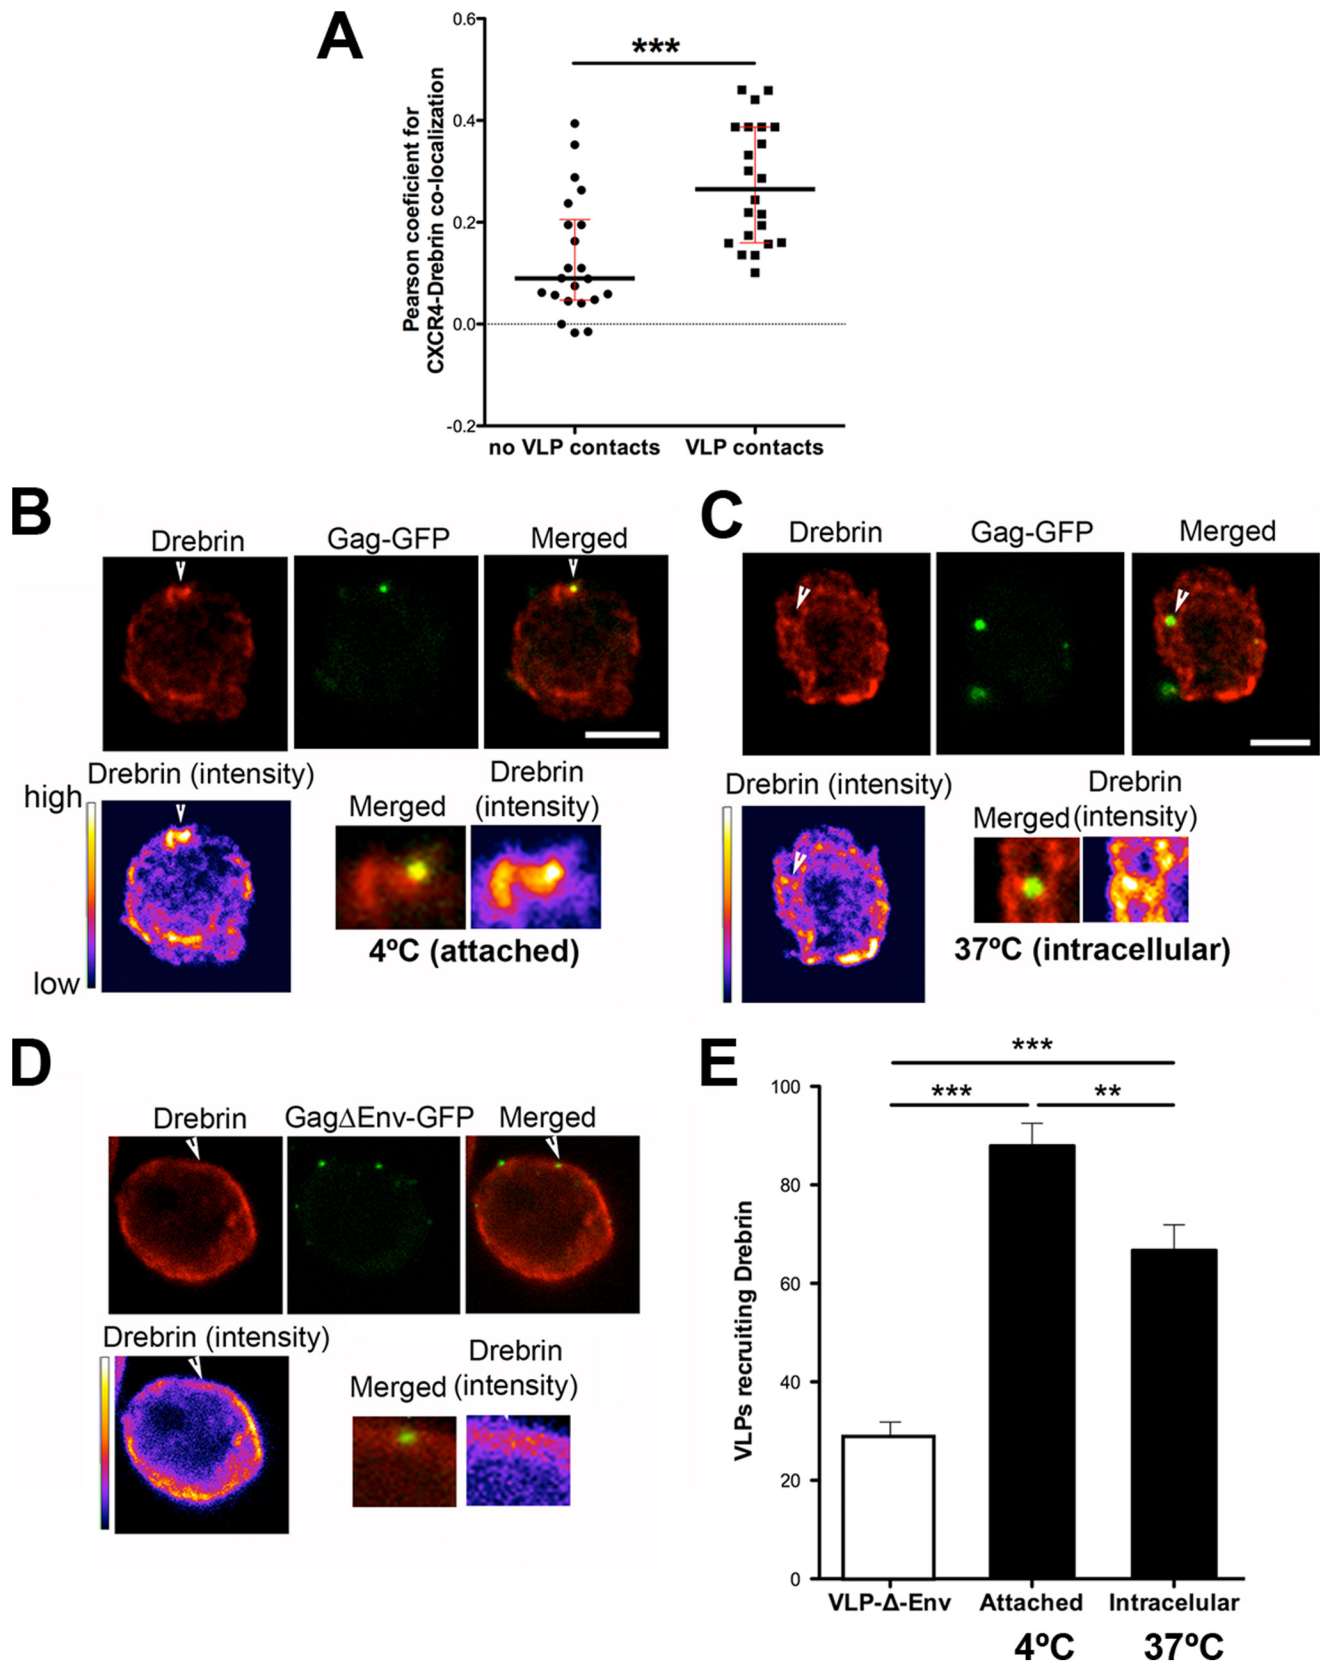 A
0.6
***
0.4
0.2
0.0
-0.2
Pearson coeficient for
CXCR4-Drebrin co-localization
no VLP contacts VLP contacts
B
Drebrin Gag-GFP Merged
Drebrin (intensity)
high
low
Merged
Drebrin
(intensity)
4ºC (attached)
C
Drebrin Gag-GFP Merged
Drebrin (intensity)
Merged
Drebrin
(intensity)
37ºC (intracellular)
D
Drebrin GagΔEnv-GFP Merged
Drebrin (intensity)
Merged
Drebrin
(intensity)
E
***
*** **
100
80
60
40
20
0
VLPs recruiting Drebrin
VLP-Δ-Env Attached Intracelular
4ºC 37ºC